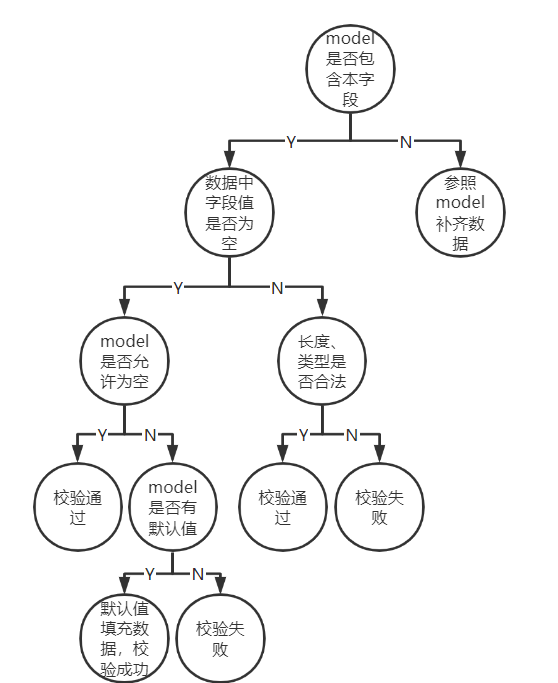 model
是否包
含本字
段
Y
N
数据中
字段值
是否为
空
参照
model
补齐数
据
Y
N
model
是否允
许为空
长度、
类型是
否合法
Y
N
Y
N
校验通
过
model
是否有
默认值
校验通
过
校验失
败
Y
N
默认值
填充数
据，校
验成功
校验失
败